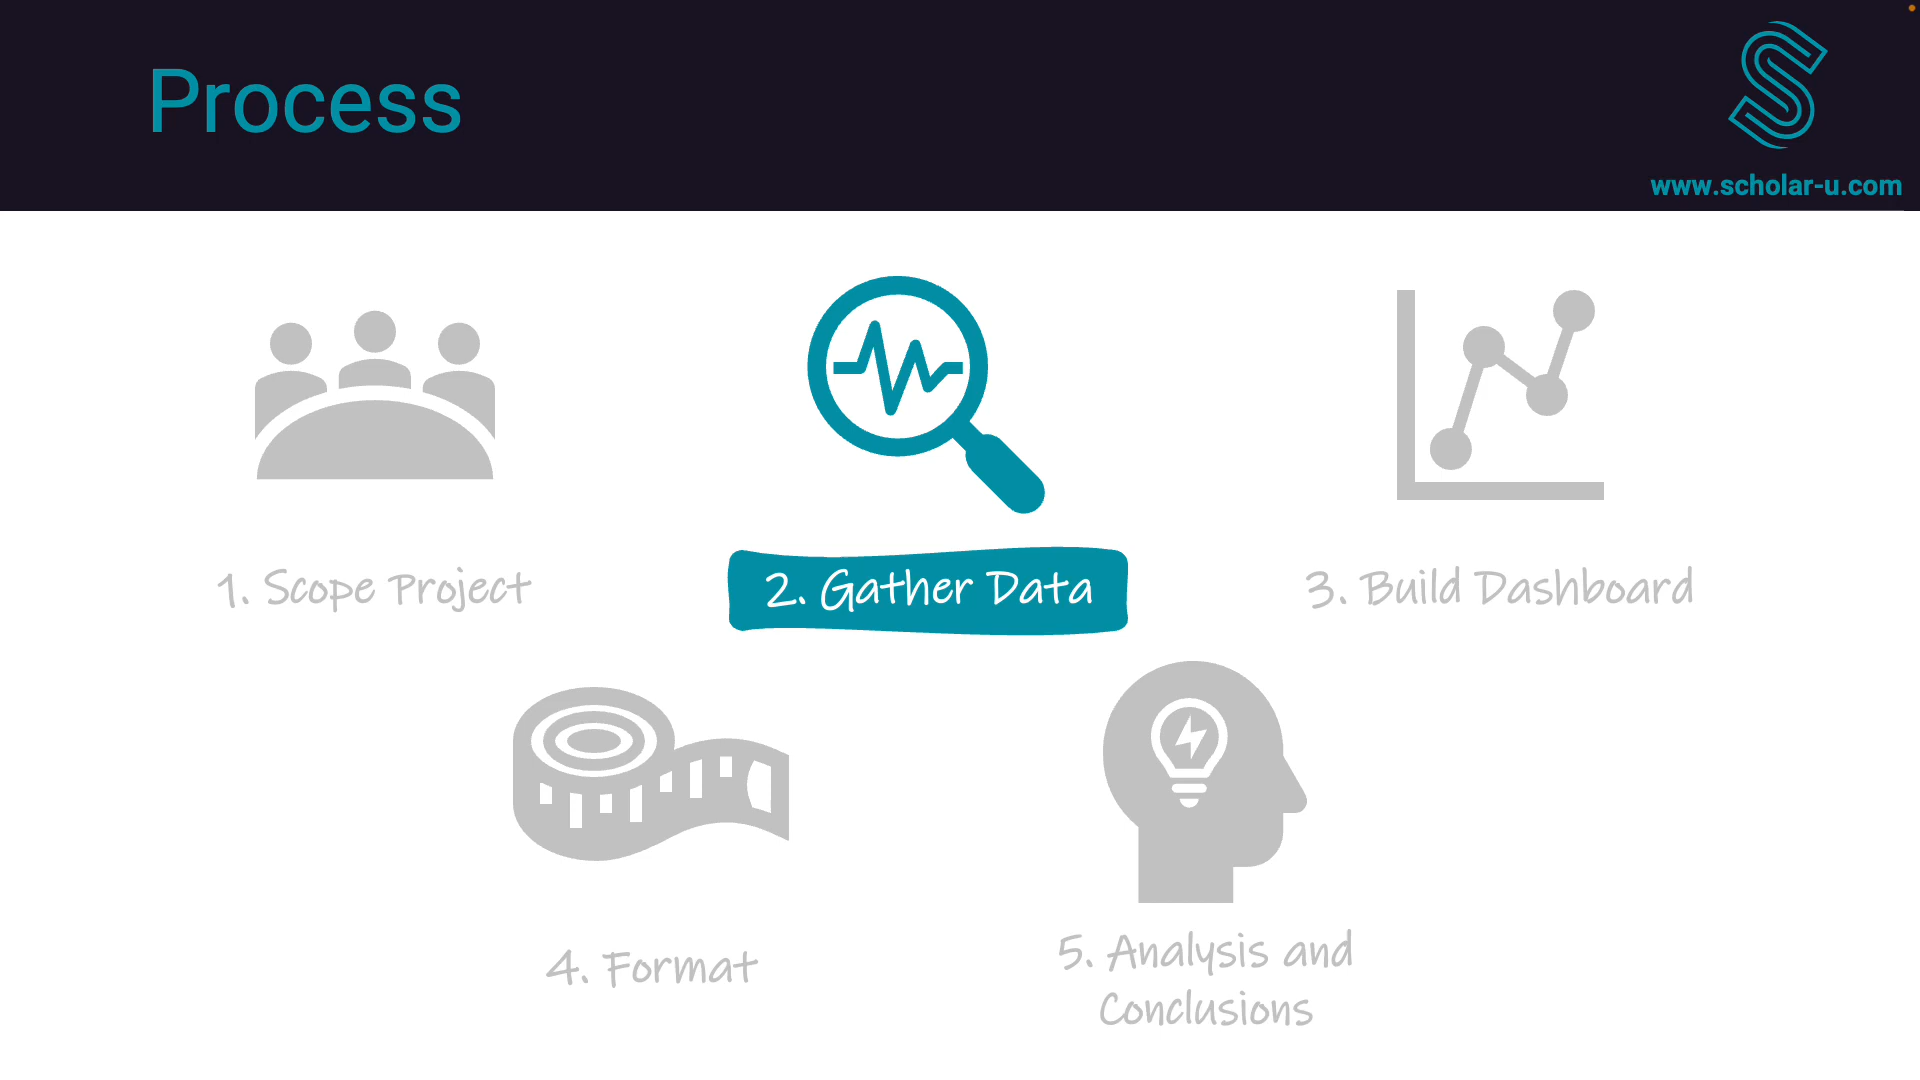 Process
www.scholar-u.com
1. Scope Project
2. Gather Data
3. Build Dashboard
4. Format
5. Analysis and
Conclusions